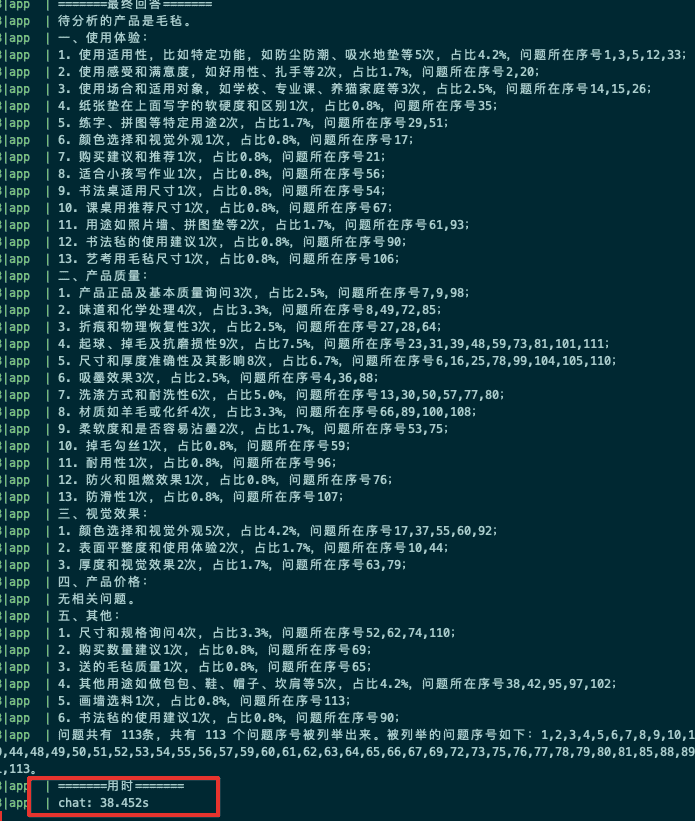 3|app | =======最终回答=======
3|app | 待分析的产品是毛毡。
3|app | 一、使用体验：
3|app | 1. 使用适用性，比如特定功能，如防尘防潮、吸水地垫等5次，占比4.2%，问题所在序号1,3,5,12,33；
3|app | 2. 使用感受和满意度，如好用性、扎手等2次，占比1.7%，问题所在序号2,20；
3|app | 3. 使用场合和适用对象，如学校、专业课、养猫家庭等3次，占比2.5%，问题所在序号14,15,26；
3|app | 4. 纸张垫在上面写字的软硬度和区别1次，占比0.8%，问题所在序号35；
3|app | 5. 练字、拼图等特定用途2次，占比1.7%，问题所在序号29,51；
3|app | 6. 颜色选择和视觉外观1次，占比0.8%，问题所在序号17；
3|app | 7. 购买建议和推荐1次，占比0.8%，问题所在序号21；
3|app | 8. 适合小孩写作业1次，占比0.8%，问题所在序号56；
3|app | 9. 书法桌适用尺寸1次，占比0.8%，问题所在序号54；
3|app | 10. 课桌用推荐尺寸1次，占比0.8%，问题所在序号67；
3|app | 11. 用途如照片墙、拼图垫等2次，占比1.7%，问题所在序号61,93；
3|app | 12. 书法毡的使用建议1次，占比0.8%，问题所在序号90；
3|app | 13. 艺考用毛毡尺寸1次，占比0.8%，问题所在序号106；
3|app | 二、产品质量：
3|app | 1. 产品正品及基本质量询问3次，占比2.5%，问题所在序号7,9,98；
3|app | 2. 味道和化学处理4次，占比3.3%，问题所在序号8,49,72,85；
3|app | 3. 折痕和物理恢复性3次，占比2.5%，问题所在序号27,28,64；
3|app | 4. 起球、掉毛及抗磨损性9次，占比7.5%，问题所在序号23,31,39,48,59,73,81,101,111；
3|app | 5. 尺寸和厚度准确性及其影响8次，占比6.7%，问题所在序号6,16,25,78,99,104,105,110；
3|app | 6. 吸墨效果3次，占比2.5%，问题所在序号4,36,88；
3|app | 7. 洗涤方式和耐洗性6次，占比5.0%，问题所在序号13,30,50,57,77,80；
3|app | 8. 材质如羊毛或化纤4次，占比3.3%，问题所在序号66,89,100,108；
3|app | 9. 柔软度和是否容易沾墨2次，占比1.7%，问题所在序号53,75；
3|app | 10. 掉毛勾丝1次，占比0.8%，问题所在序号59；
3|app | 11. 耐用性1次，占比0.8%，问题所在序号96；
3|app | 12. 防火和阻燃效果1次，占比0.8%，问题所在序号76；
3|app | 13. 防滑性1次，占比0.8%，问题所在序号107；
3|app | 三、视觉效果：
3|app | 1. 颜色选择和视觉外观5次，占比4.2%，问题所在序号17,37,55,60,92；
3|app | 2. 表面平整度和使用体验2次，占比1.7%，问题所在序号10,44；
3|app | 3. 厚度和视觉效果2次，占比1.7%，问题所在序号63,79；
3|app | 四、产品价格：
3|app | 无相关问题。
3|app | 五、其他：
3|app | 1. 尺寸和规格询问4次，占比3.3%，问题所在序号52,62,74,110；
3|app | 2. 购买数量建议1次，占比0.8%，问题所在序号69；
3|app | 3. 送的毛毡质量1次，占比0.8%，问题所在序号65；
3|app | 4. 其他用途如做包包、鞋、帽子、坎肩等5次，占比4.2%，问题所在序号38,42,95,97,102；
3|app | 5. 画墙选料1次，占比0.8%，问题所在序号113；
3|app | 6. 书法毡的使用建议1次，占比0.8%，问题所在序号90；
3|app | 问题共有 113条，共有 113 个问题序号被列举出来。被列举的问题序号如下：1,2,3,4,5,6,7,8,9,10,1
9,44,48,49,50,51,52,53,54,55,56,57,59,60,61,62,63,64,65,66,67,69,72,73,75,76,77,78,79,80,81,85,88,89
1,113。
3|app | =======用时=======
3|app | chat: 38.452s